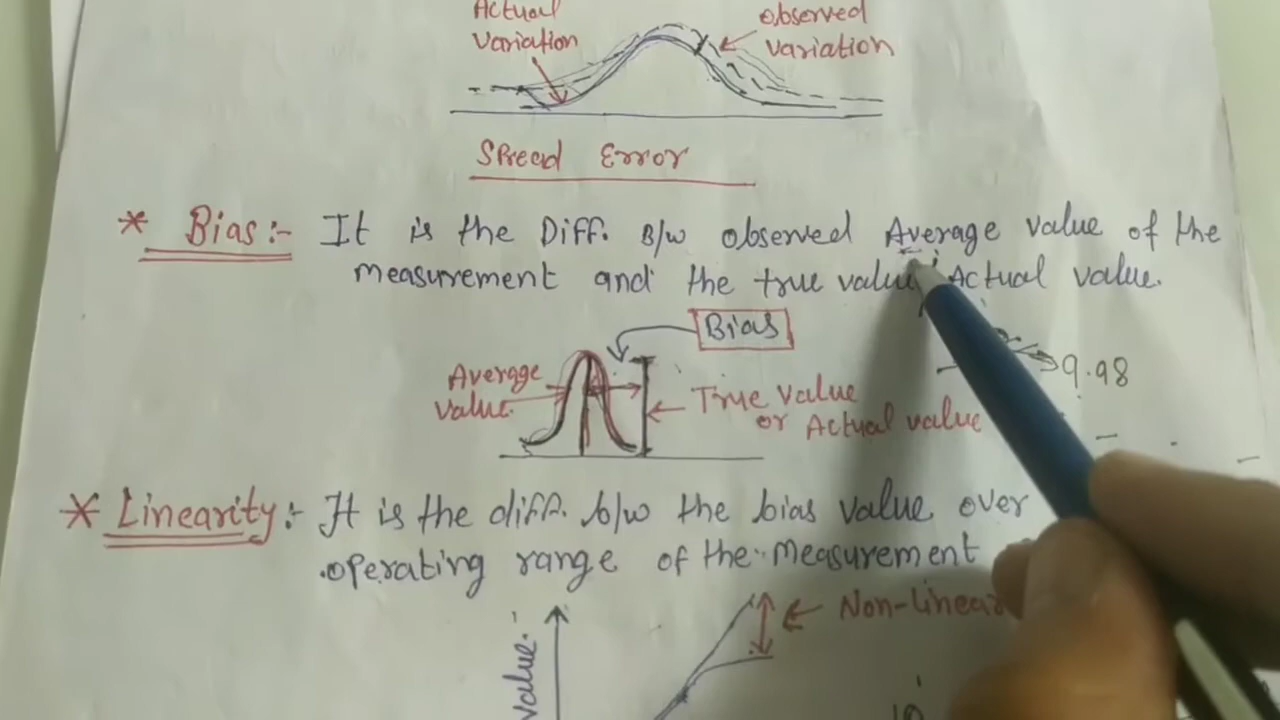 Actual
Variation
Observed
Variation
Spread Error
* Bias:- It is the Diff. B/w observed Average value of the
measurement and the true value/Actual value.
Bias
Average
value
True value
or Actual value
9.98
* Linearity:- It is the diff. b/w the bias value over
operating range of the measurement
Non-linear
value.
10